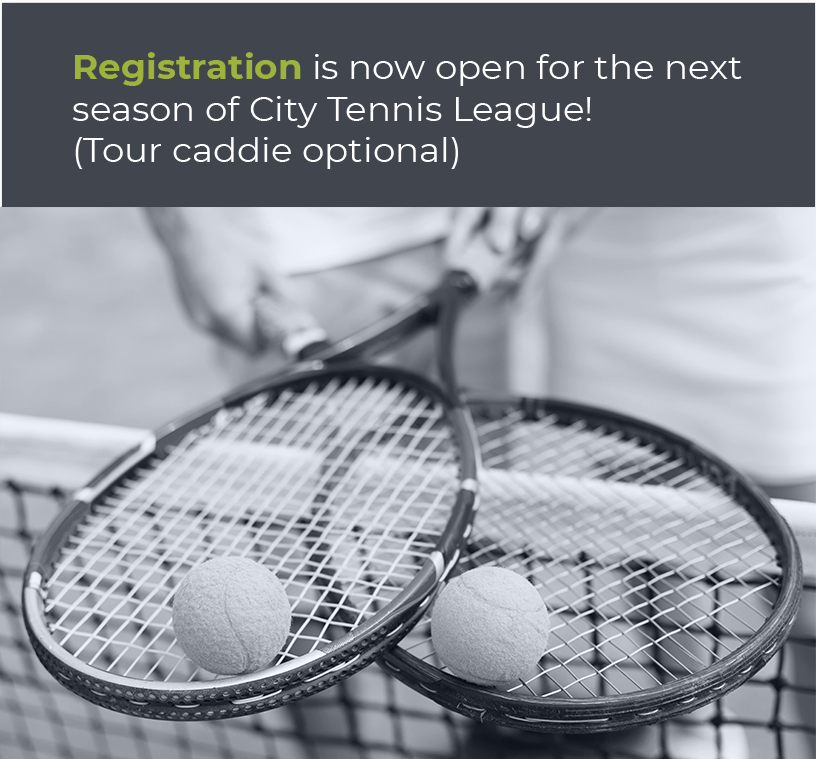 Registration is now open for the next
season of City Tennis League!
(Tour caddie optional)